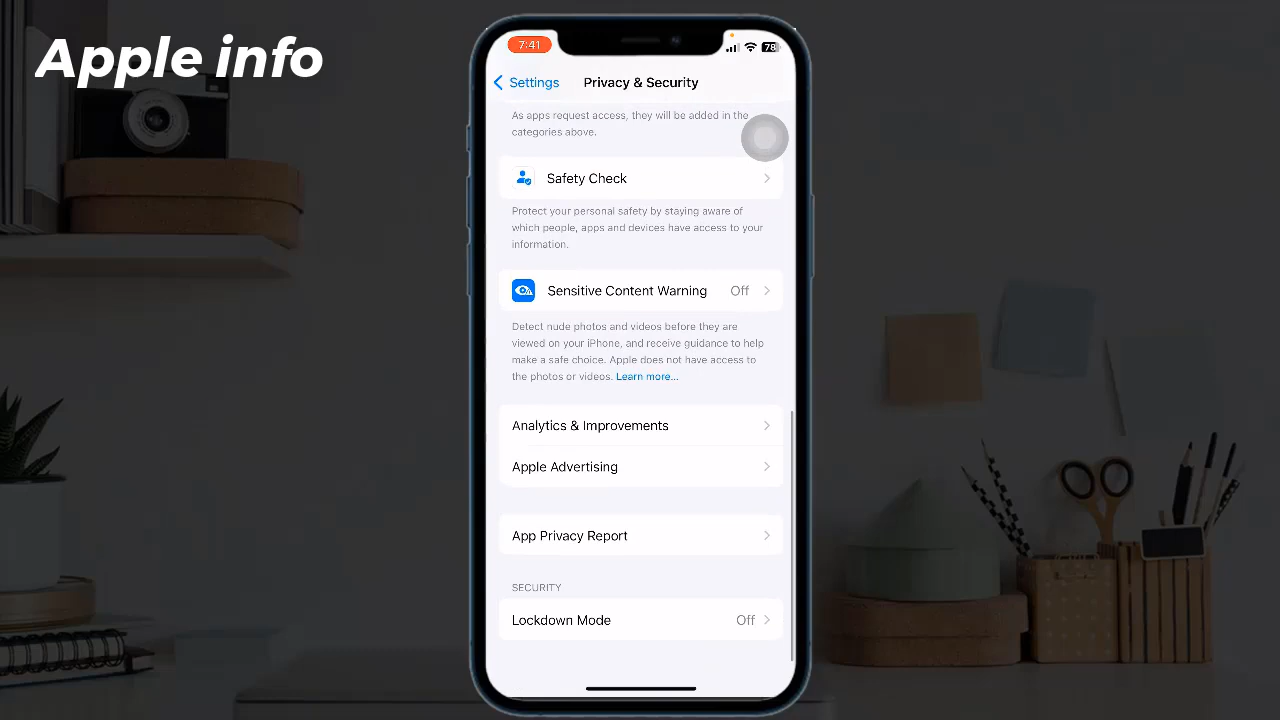 Apple info
7:41
78
Settings
Privacy & Security
As apps request access, they will be added in the
categories above.
Safety Check
Protect your personal safety by staying aware of
which people, apps and devices have access to your
information.
Sensitive Content Warning Off
Detect nude photos and videos before they are
viewed on your iPhone, and receive guidance to help
make a safe choice. Apple does not have access to
the photos or videos. Learn more...
Analytics & Improvements
Apple Advertising
App Privacy Report
SECURITY
Lockdown Mode Off